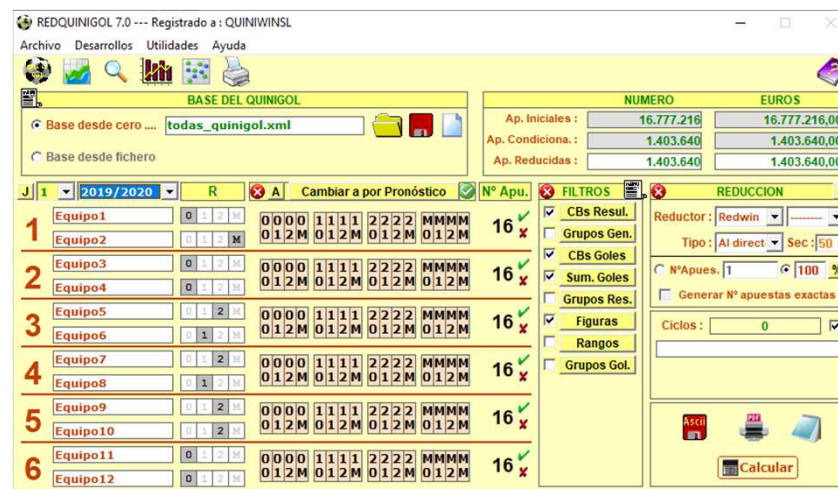 REDQUINIGOL 7.0 --- Registrado a : QUINIWINSL
Archivo Desarrollos Utilidades Ayuda
BASE DEL QUINIGOL
Base desde cero .... todas_quinigol.xml
Base desde fichero
NUMERO EUROS
Ap. Iniciales : 16.777.216 16.777.216,00
Ap. Condiciona. : 1.403.640 1.403.640,0
Ap. Reducidas : 1.403.640 1.403.640,0
J 1 2019/2020 R A Cambiar a por Pronóstico Nº Apu.
1 Equipo1 0 1 2 M 0000 1111 2222 MMMM 16
Equipo2 0 1 2 M 012M 012M 012M 012M
2 Equipo3 0 1 2 M 0000 1111 2222 MMMM 16
Equipo4 0 1 2 M 012M 012M 012M 012M
3 Equipo5 0 1 2 M 0000 1111 2222 MMMM 16
Equipo6 0 1 2 M 012M 012M 012M 012M
4 Equipo7 0 1 2 M 0000 1111 2222 MMMM 16
Equipo8 0 1 2 M 012M 012M 012M 012M
5 Equipo9 0 1 2 M 0000 1111 2222 MMMM 16
Equipo10 0 1 2 M 012M 012M 012M 012M
6 Equipo11 0 1 2 M 0000 1111 2222 MMMM 16
Equipo12 0 1 2 M 012M 012M 012M 012M
FILTROS
CBs Resul.
Grupos Gen.
CBs Goles
Sum. Goles
Grupos Res.
Figuras
Rangos
Grupos Gol.
REDUCCION
Reductor : Redwin --------
Tipo : Al direct Sec : 50
NºApues. 1 100 %
Generar Nº apuestas exactas
Ciclos : 0
Ascii PDF
Calcular